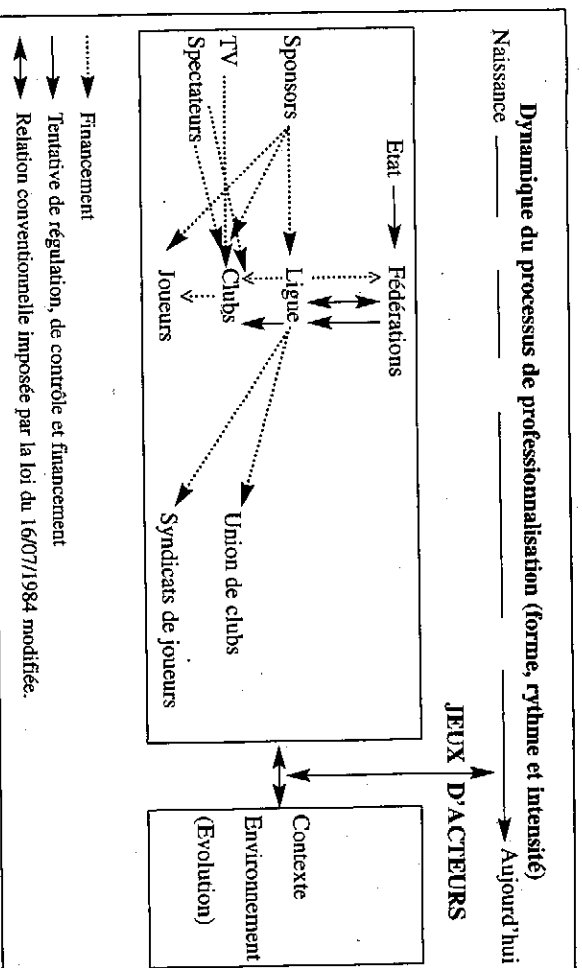 Dynamique du processus de professionnalisation (forme, rythme et intensité)
Naissance
Aujourd'hui
JEUX D'ACTEURS
Etat
Fédérations
Sponsors
Ligue
TV
Clubs
Union de clubs
Spectateurs
Joueurs
Syndicats de joueurs
Contexte
Environnement
(Evolution)
Financement
Tentative de régulation, de contrôle et financement
Relation conventionnelle imposée par la loi du 16/07/1984 modifiée.